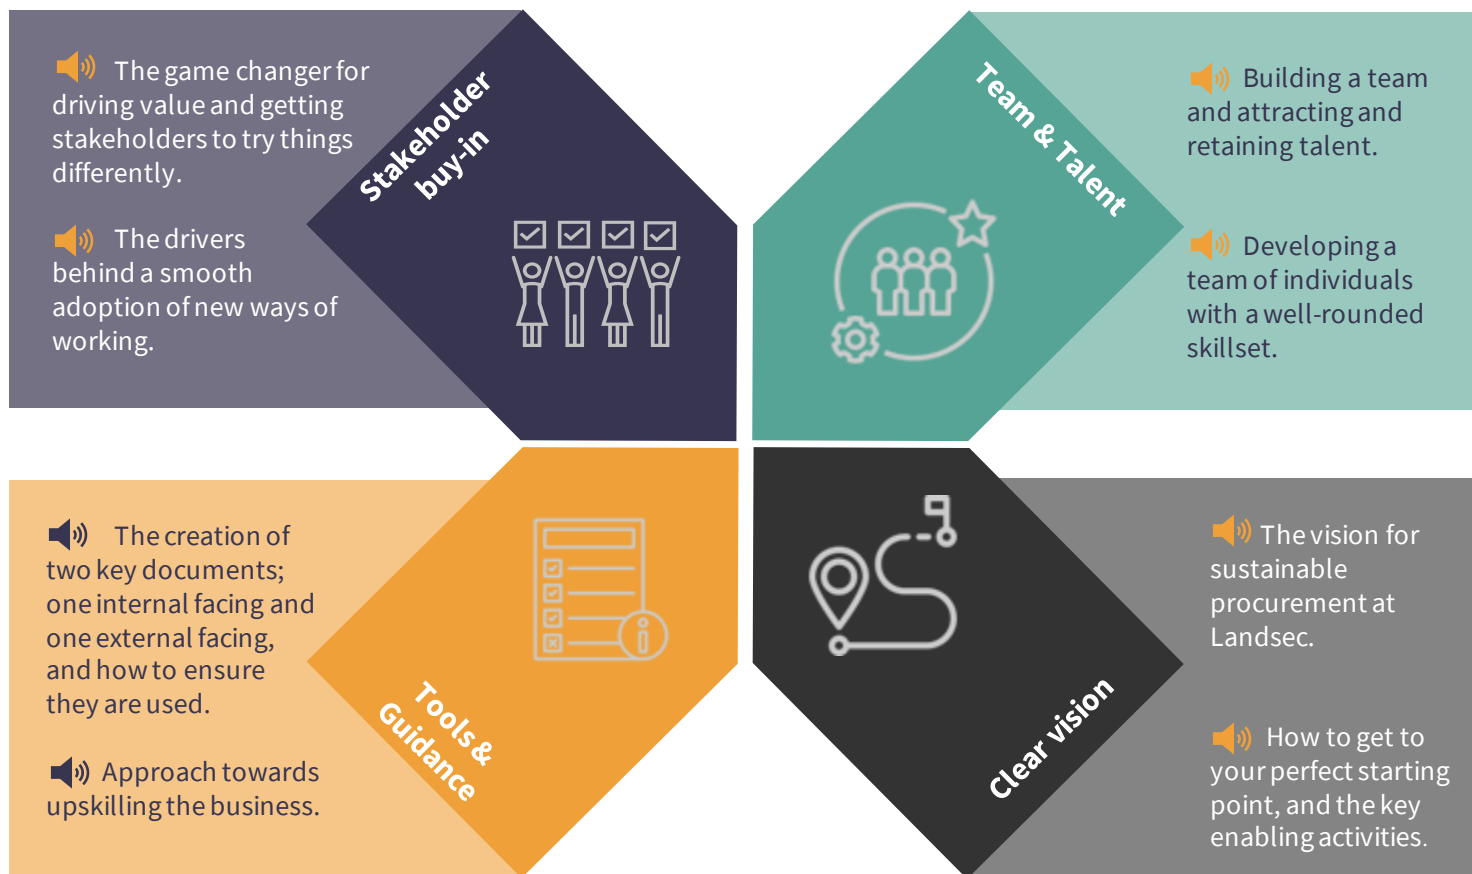 The game changer for
driving value and getting
stakeholders to try things
differently.
The drivers
behind a smooth
adoption of new ways of
working.
Stakeholder
buy-in
Team & Talent
Building a team
and attracting and
retaining talent.
Developing a
team of individuals
with a well-rounded
skillset.
The creation of
two key documents;
one internal facing and
one external facing,
and how to ensure
they are used.
Approach towards
upskilling the business.
Tools &
Guidance
Clear vision
The vision for
sustainable
procurement at
Landsec.
How to get to
your perfect starting
point, and the key
enabling activities.